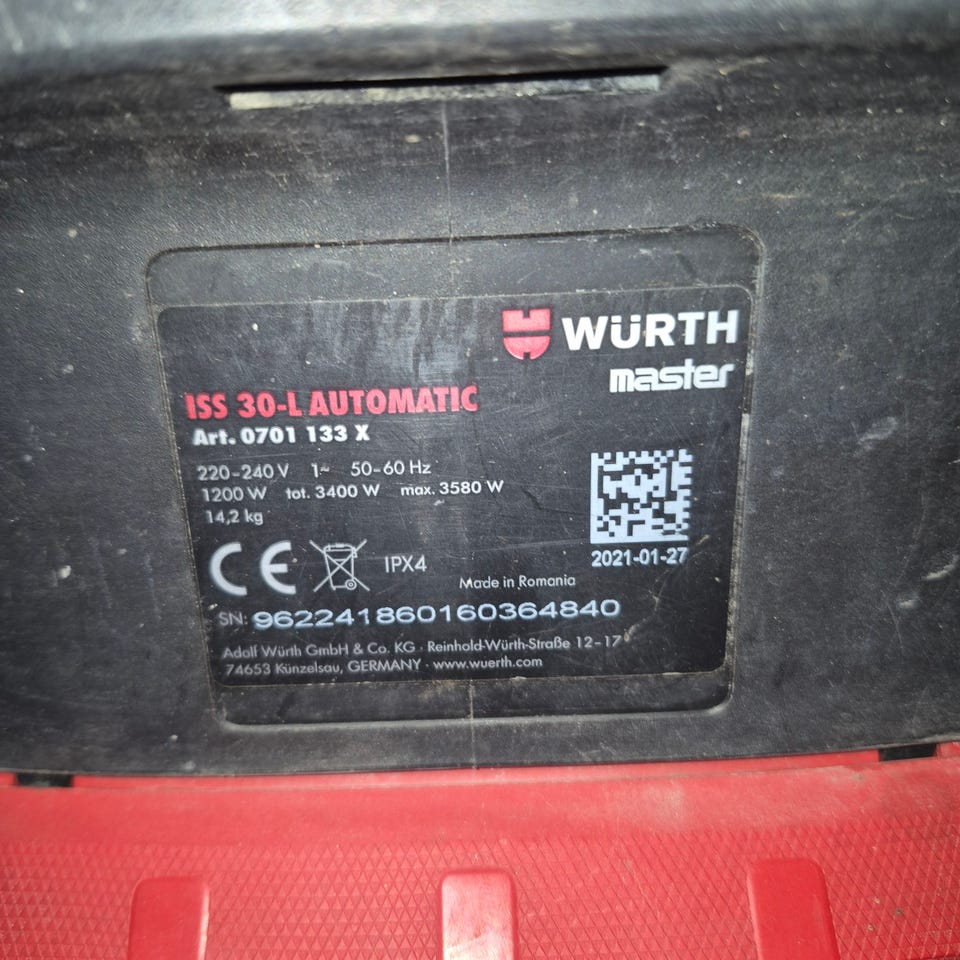 WÜRTH
master
ISS 30-L AUTOMATIC
Art. 0701 133 X
220-240 V 1~ 50-60 Hz
1200 W tot. 3400 W max. 3580 W
14,2 kg
2021-01-27
CE IPX4
Made in Romania
SN: 962241860160364840
Adolf Würth GmbH & Co. KG · Reinhold-Würth-Straße 12-17
74653 Künzelsau, GERMANY · www.wuerth.com